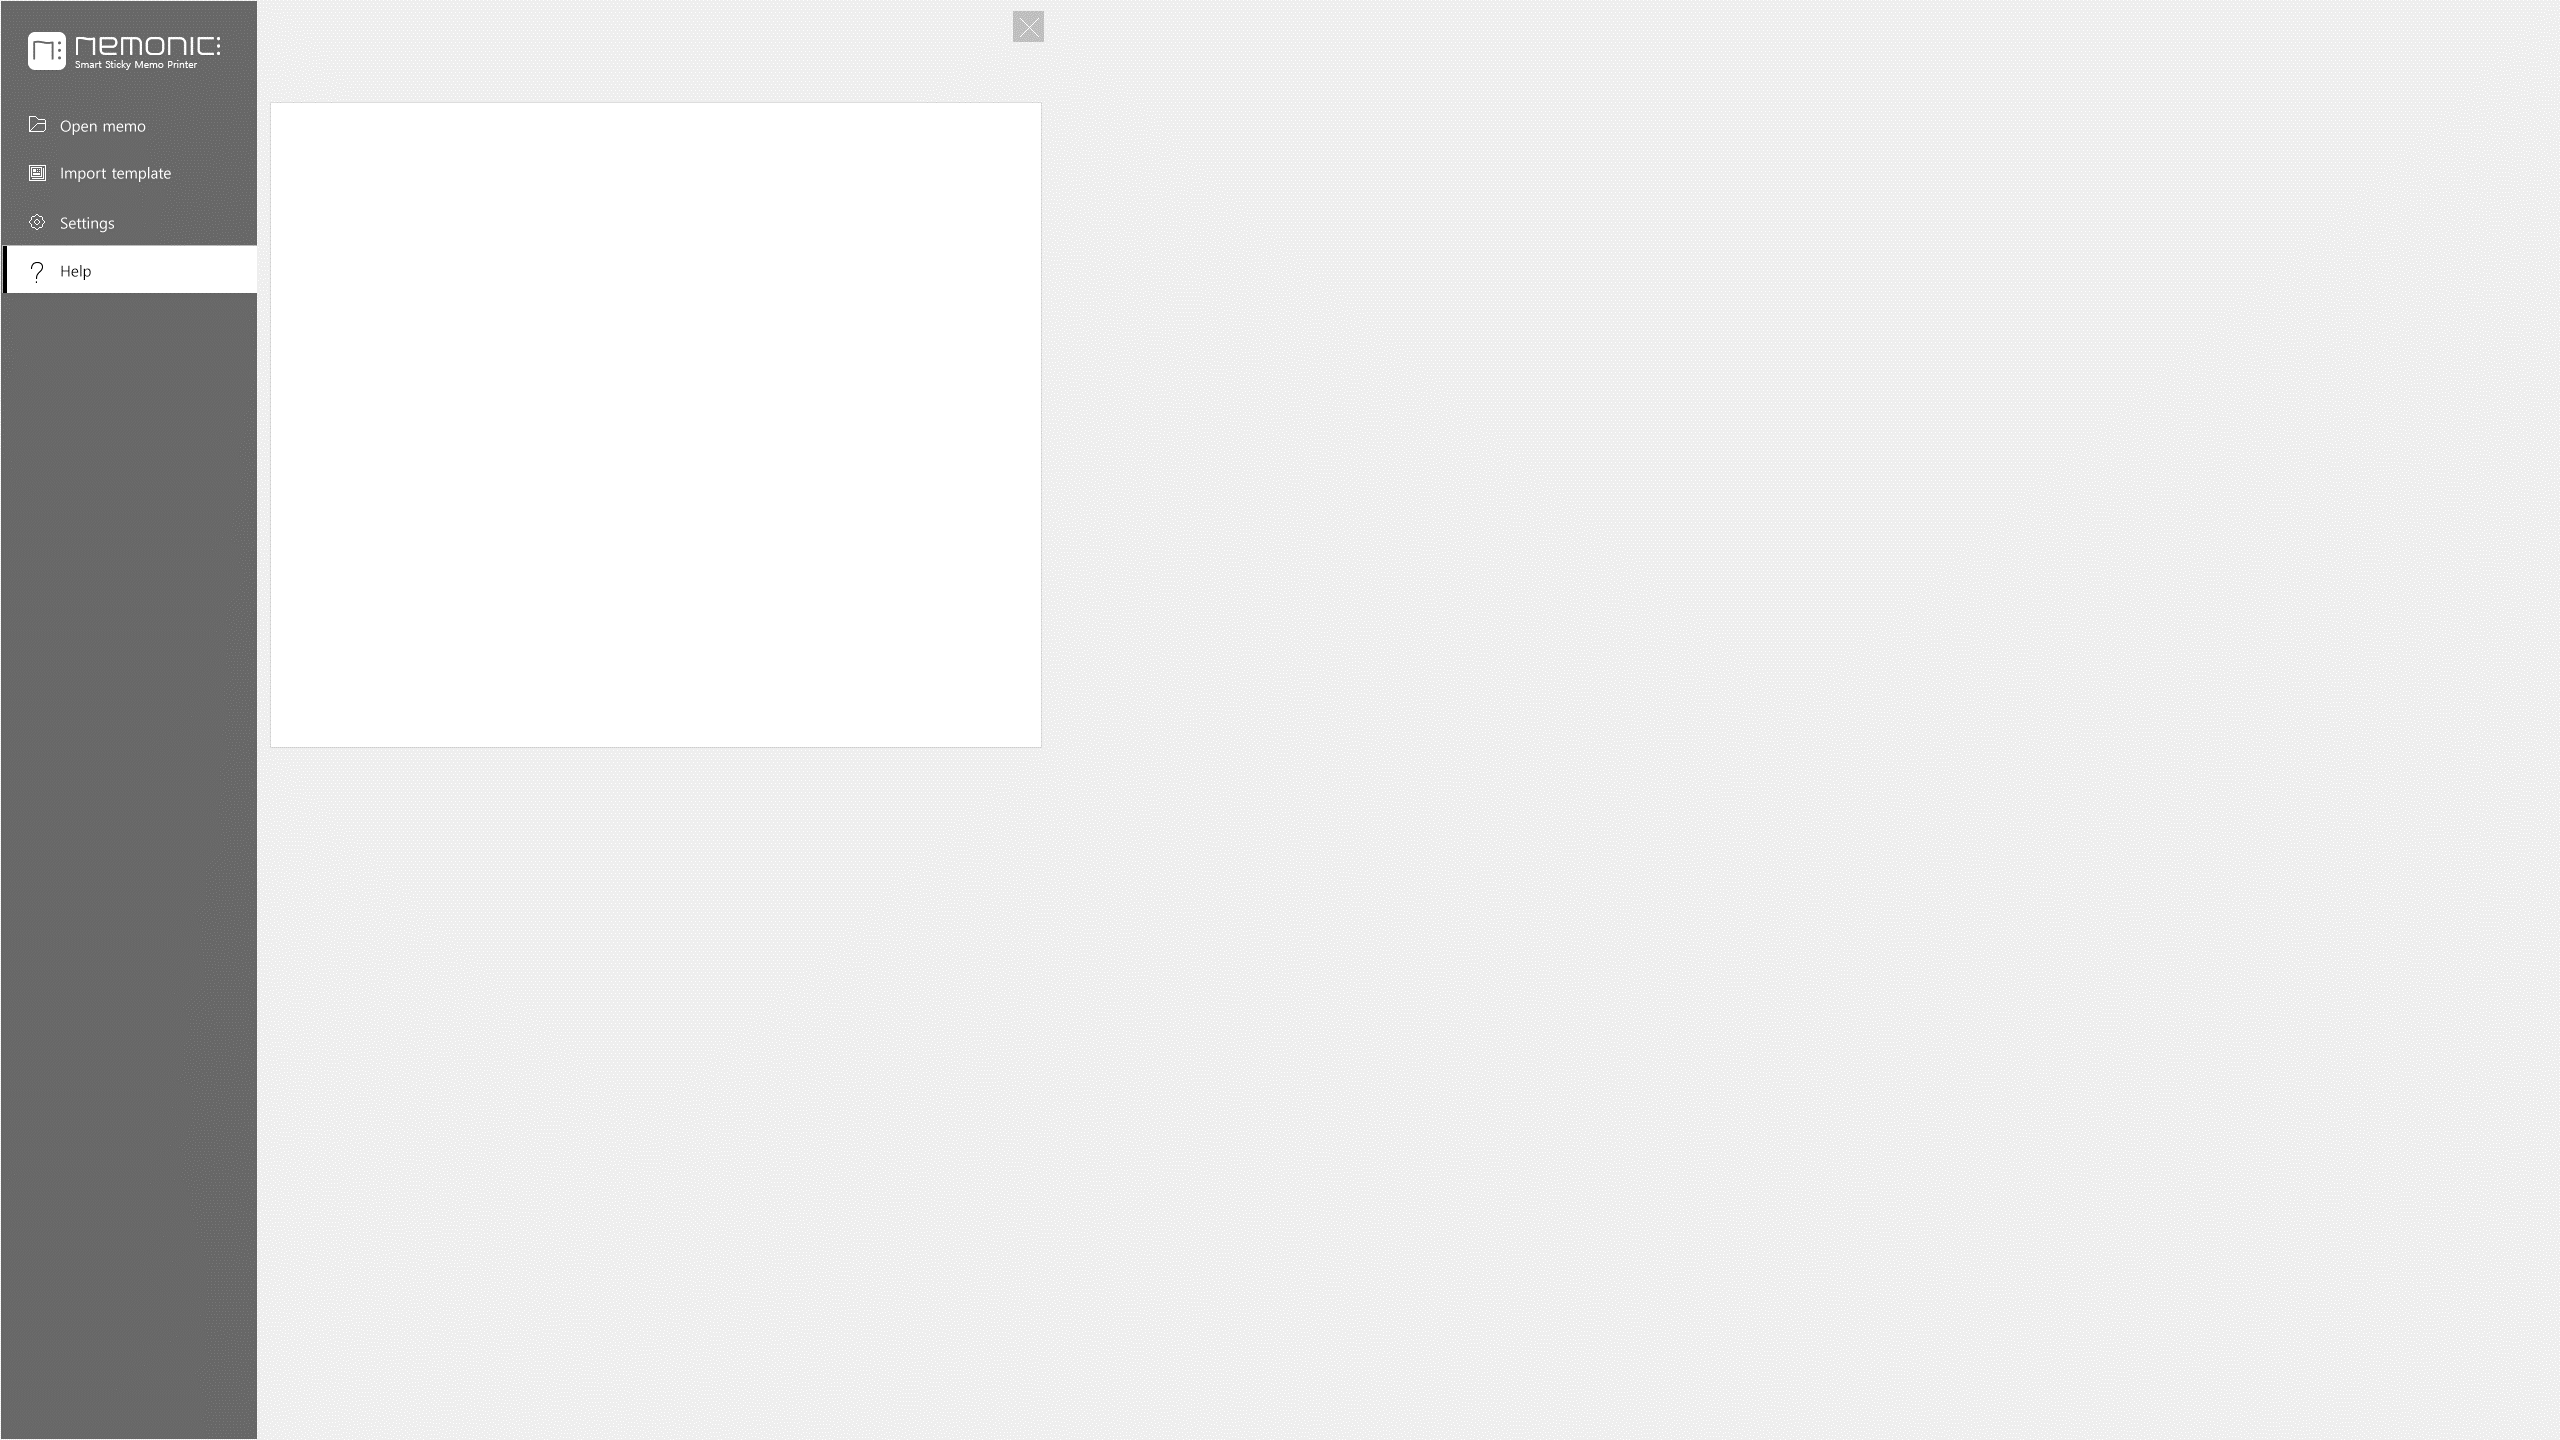 nemonic
Smart Sticky Memo Printer
Open memo
Import template
Settings
Help